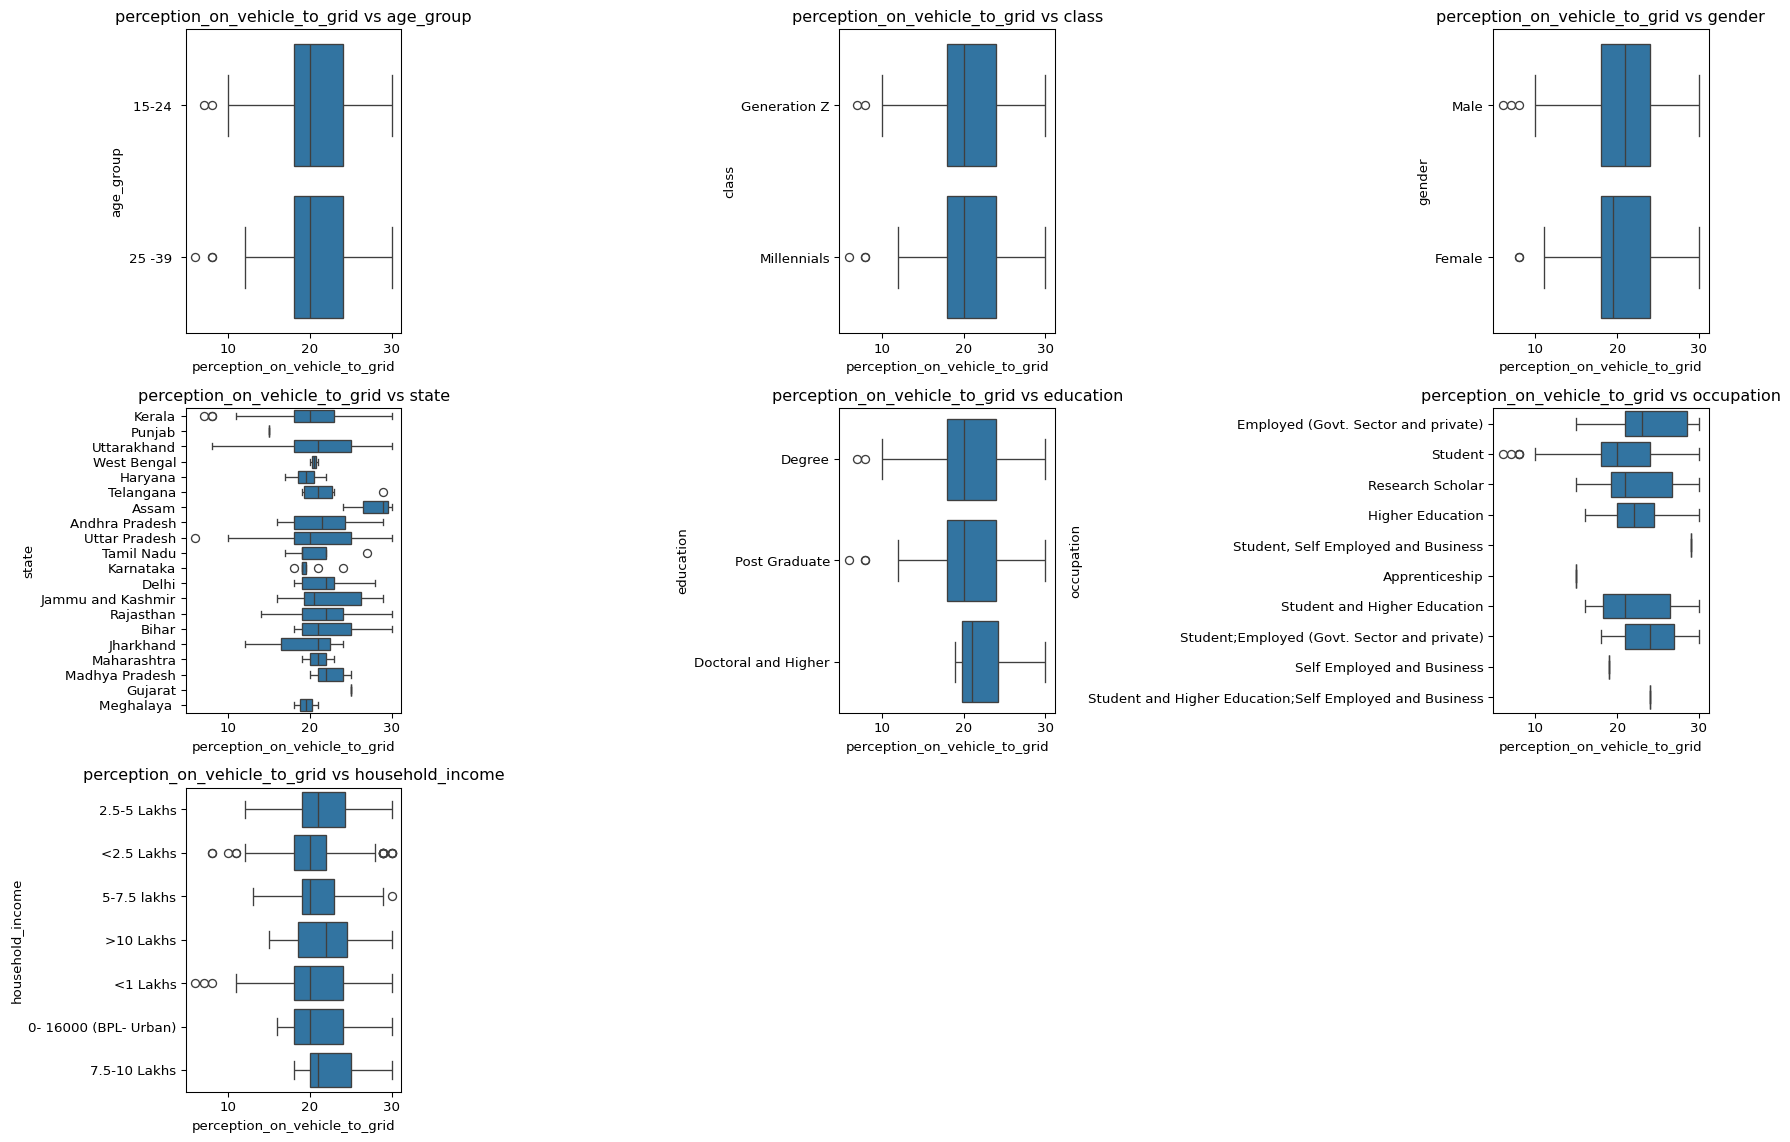 perception_on_vehicle_to_grid vs age_group
15-24
25 -39
age_group
10 20 30
perception_on_vehicle_to_grid
perception_on_vehicle_to_grid vs class
Generation Z
Millennials
class
10 20 30
perception_on_vehicle_to_grid
perception_on_vehicle_to_grid vs gender
Male
Female
gender
10 20 30
perception_on_vehicle_to_grid
perception_on_vehicle_to_grid vs state
Kerala
Punjab
Uttarakhand
West Bengal
Haryana
Telangana
Assam
Andhra Pradesh
Uttar Pradesh
Tamil Nadu
Karnataka
Delhi
Jammu and Kashmir
Rajasthan
Bihar
Jharkhand
Maharashtra
Madhya Pradesh
Gujarat
Meghalaya
state
10 20 30
perception_on_vehicle_to_grid
perception_on_vehicle_to_grid vs education
Degree
Post Graduate
Doctoral and Higher
education
10 20 30
perception_on_vehicle_to_grid
perception_on_vehicle_to_grid vs occupation
Employed (Govt. Sector and private)
Student
Research Scholar
Higher Education
Student, Self Employed and Business
Apprenticeship
Student and Higher Education
Student;Employed (Govt. Sector and private)
Self Employed and Business
Student and Higher Education;Self Employed and Business
occupation
10 20 30
perception_on_vehicle_to_grid
perception_on_vehicle_to_grid vs household_income
2.5-5 Lakhs
<2.5 Lakhs
5-7.5 lakhs
>10 Lakhs
<1 Lakhs
0- 16000 (BPL- Urban)
7.5-10 Lakhs
household_income
10 20 30
perception_on_vehicle_to_grid